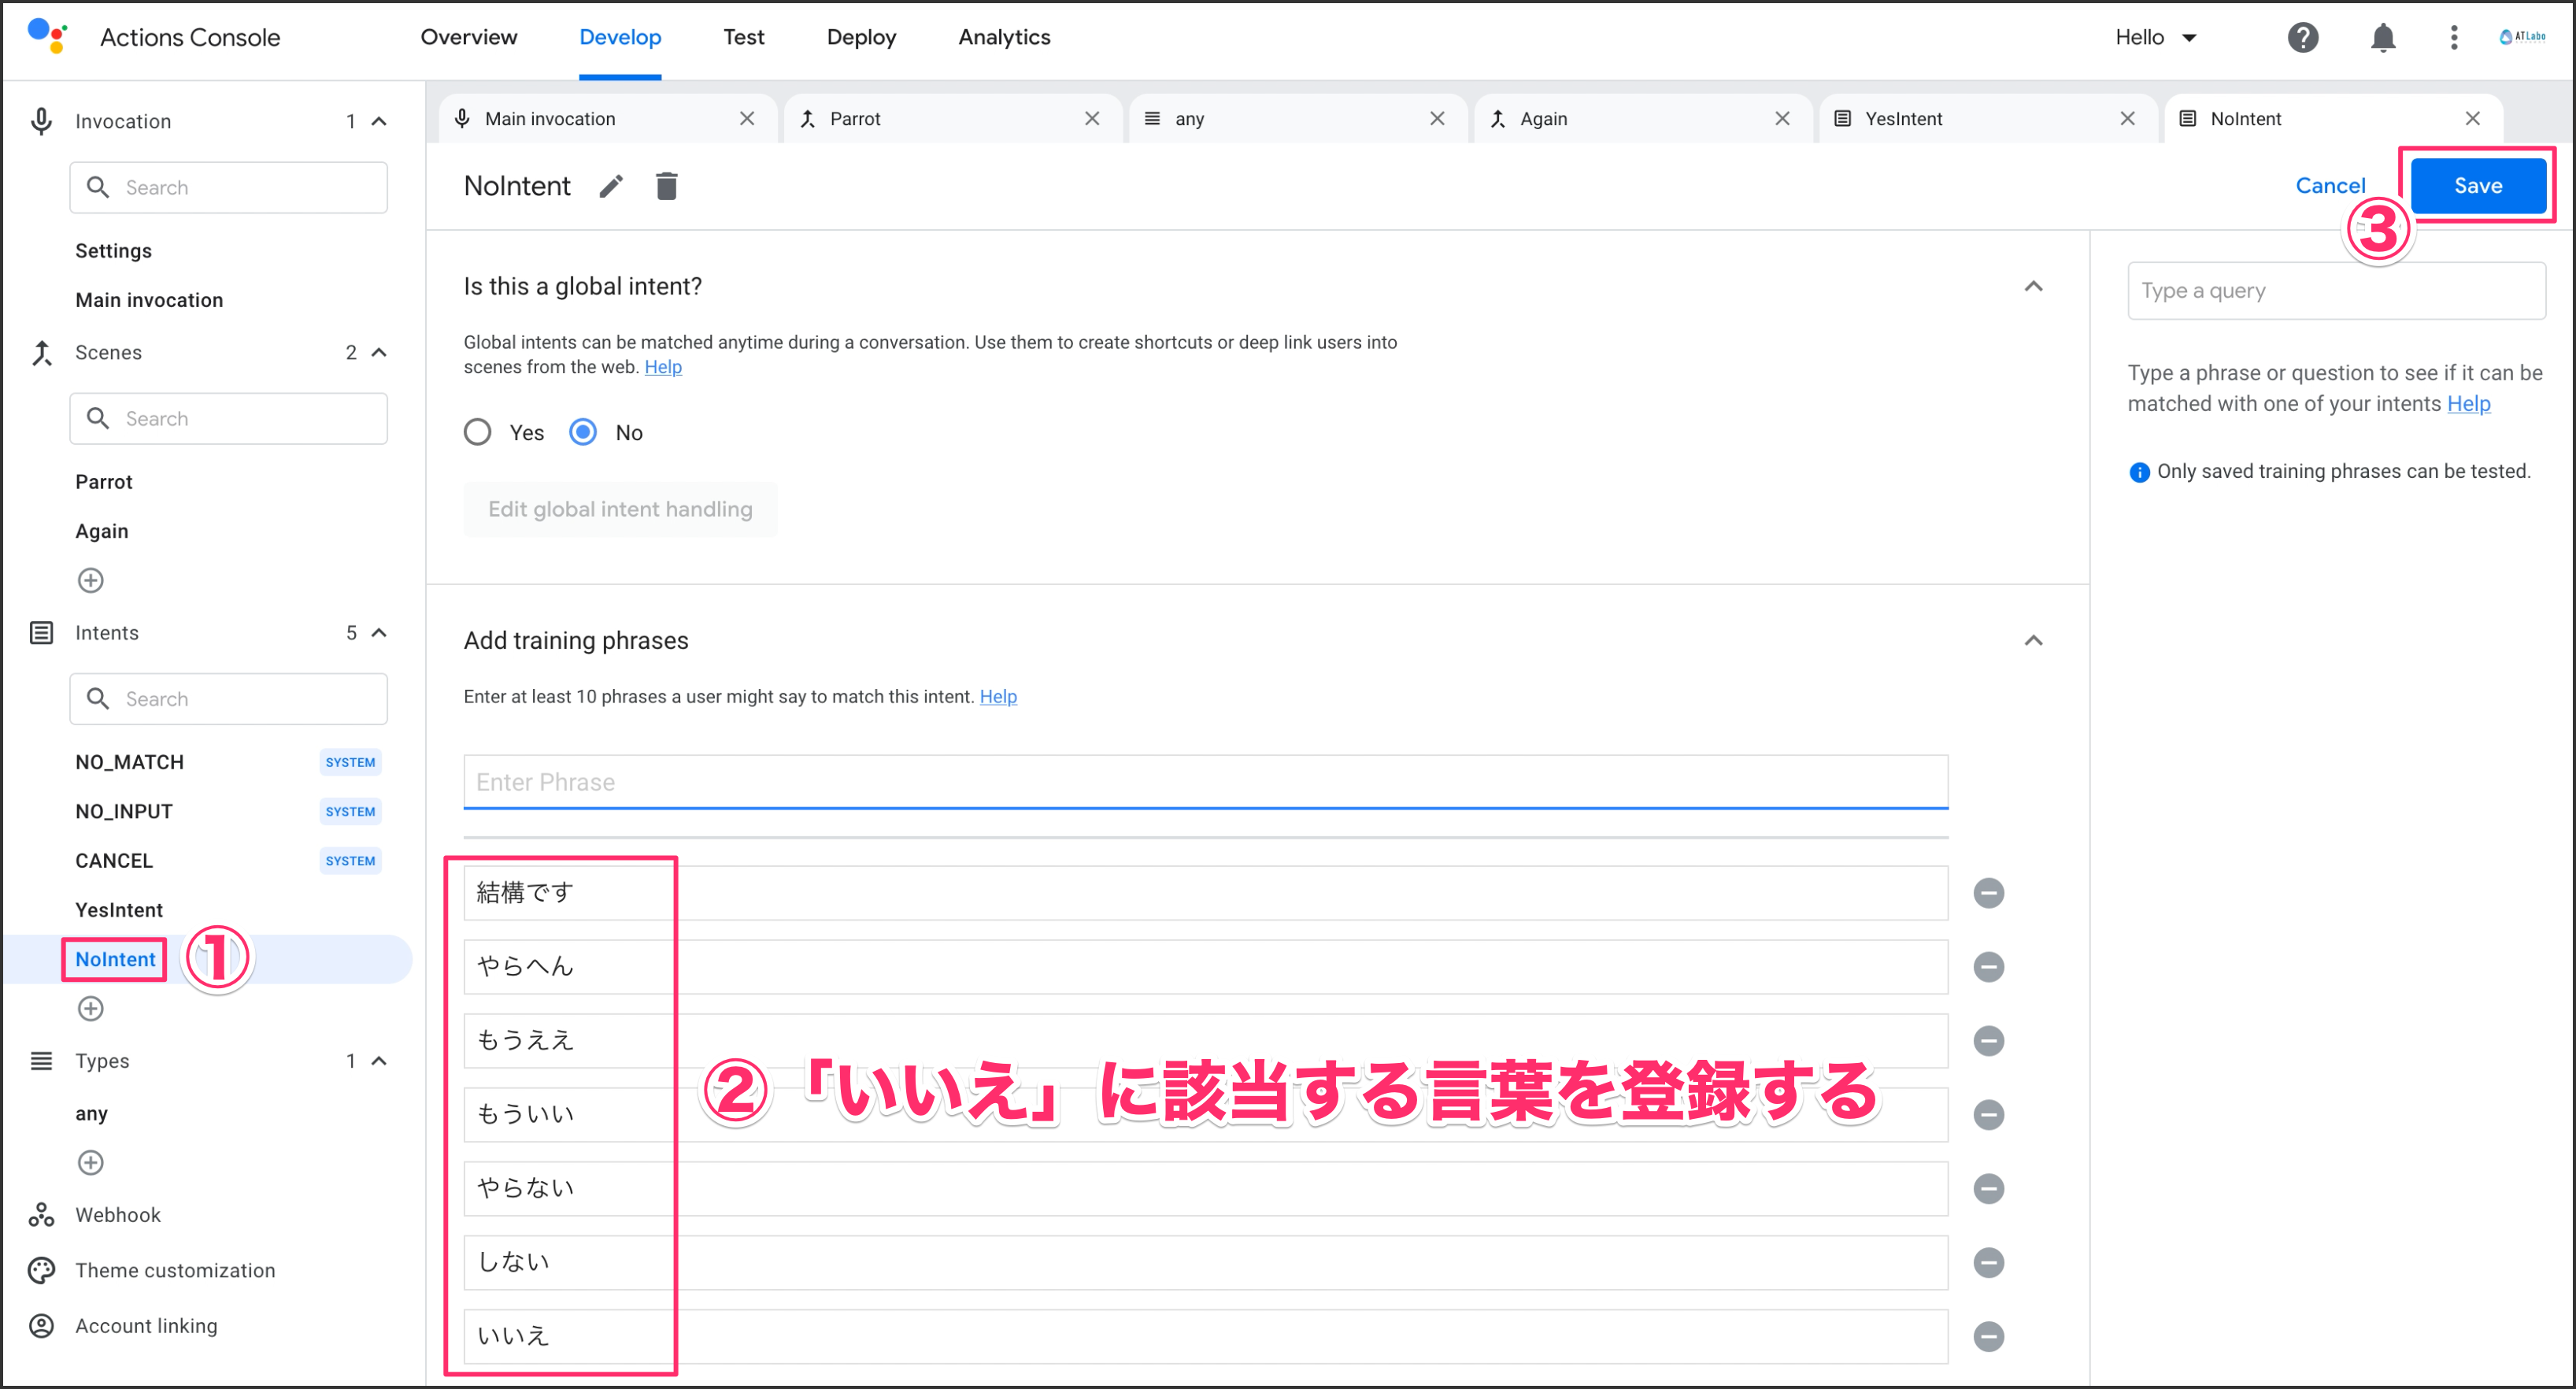 Actions Console
Overview
Develop
Test
Deploy
Analytics
Hello
ATLabo
Invocation
1
Search
Settings
Main invocation
Scenes
2
Search
Parrot
Again
Intents
5
Search
NO_MATCH
SYSTEM
NO_INPUT
SYSTEM
CANCEL
SYSTEM
YesIntent
NoIntent
①
Types
1
any
Webhook
Theme customization
Account linking
Main invocation
Parrot
any
Again
YesIntent
NoIntent
NoIntent
Cancel
Save
③
Is this a global intent?
Global intents can be matched anytime during a conversation. Use them to create shortcuts or deep link users into
scenes from the web. Help
Yes
No
Edit global intent handling
Add training phrases
Enter at least 10 phrases a user might say to match this intent. Help
Enter Phrase
結構です
やらへん
もうええ
もういい
やらない
しない
いいえ
②「いいえ」に該当する言葉を登録する
Type a query
Type a phrase or question to see if it can be
matched with one of your intents Help
Only saved training phrases can be tested.